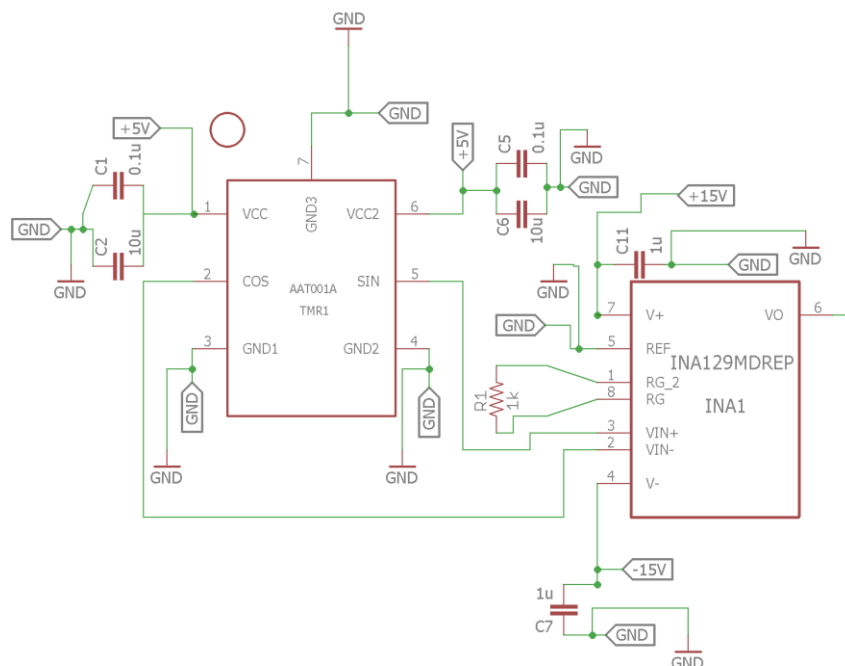 GND
GND
+5V
7
GND3
C1
0.1u
C2
10u
GND
GND
1
VCC
VCC2
6
2
COS
SIN
5
AAT001A
TMR1
3
GND1
GND2
4
GND
GND
GND
GND
+5V
C5
0.1u
C6
10u
GND
GND
+15V
C11
1u
GND
GND
GND
GND
7
V+
VO
6
5
REF
INA129MDREP
1
RG_2
8
RG
INA1
R1
1k
3
VIN+
2
VIN-
4
V-
-15V
1u
C7
GND
GND